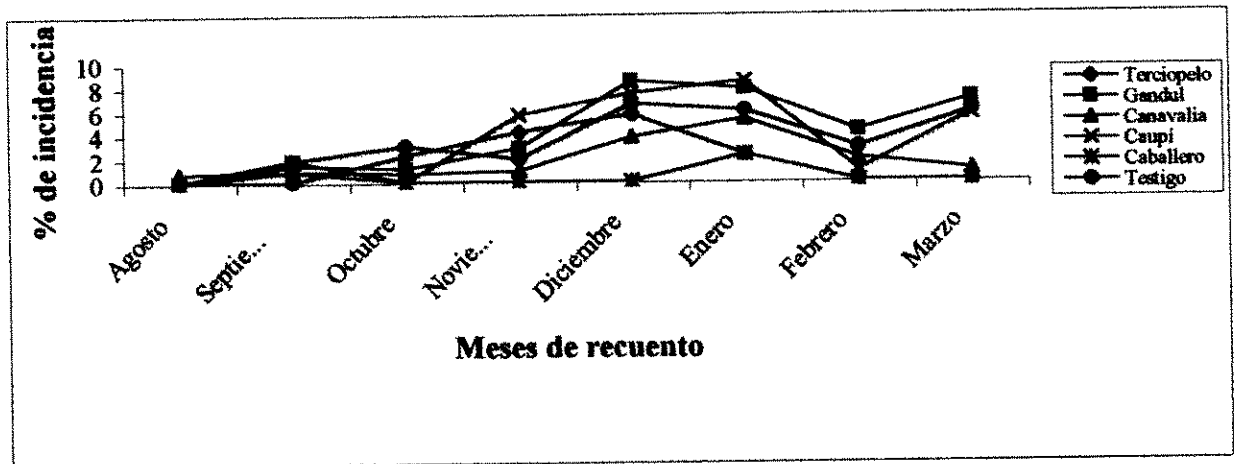 % de incidencia
10
8
6
4
2
0
Agosto
Septie...
Octubre
Novie...
Diciembre
Enero
Febrero
Marzo
Meses de recuento
Terciopelo
Gandul
Canavalia
Caupi
Caballero
Testigo